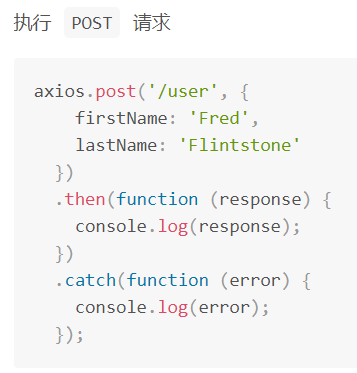 执行 POST 请求
axios.post('/user', {
    firstName: 'Fred',
    lastName: 'Flintstone'
  })
  .then(function (response) {
    console.log(response);
  })
  .catch(function (error) {
    console.log(error);
  });